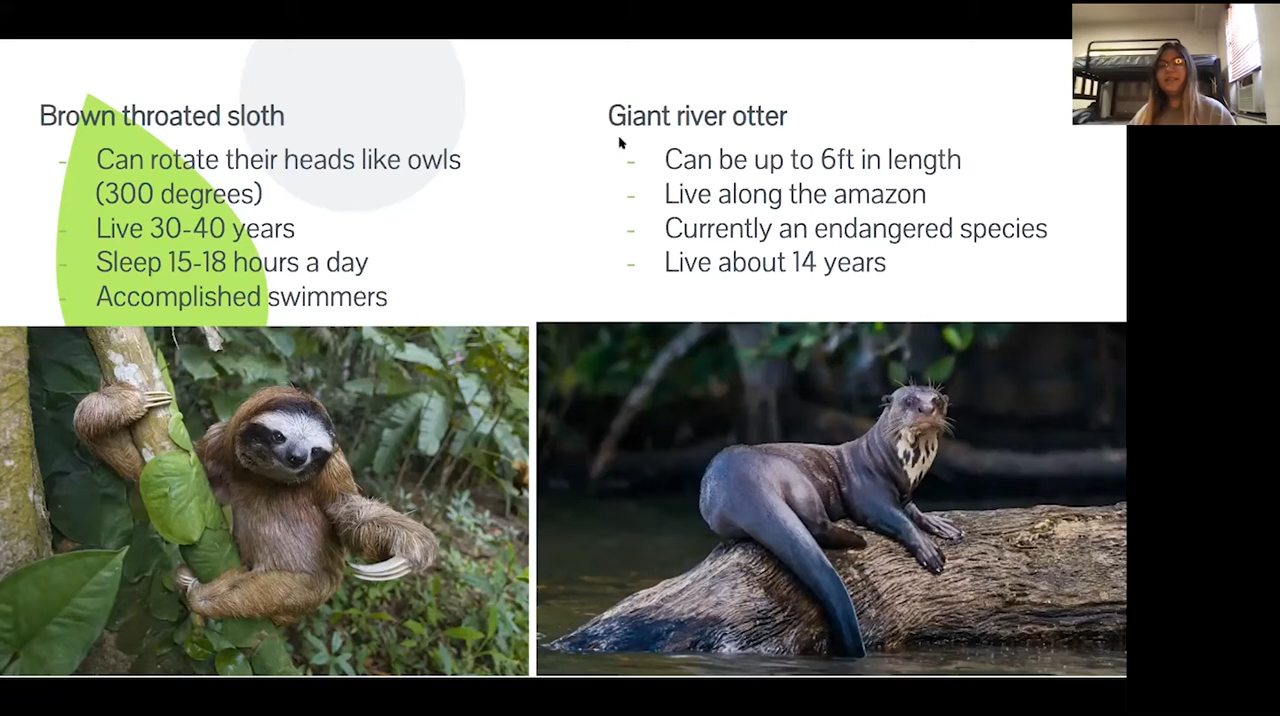 Brown throated sloth
- Can rotate their heads like owls
(300 degrees)
- Live 30-40 years
- Sleep 15-18 hours a day
- Accomplished swimmers
Giant river otter
- Can be up to 6ft in length
- Live along the amazon
- Currently an endangered species
- Live about 14 years